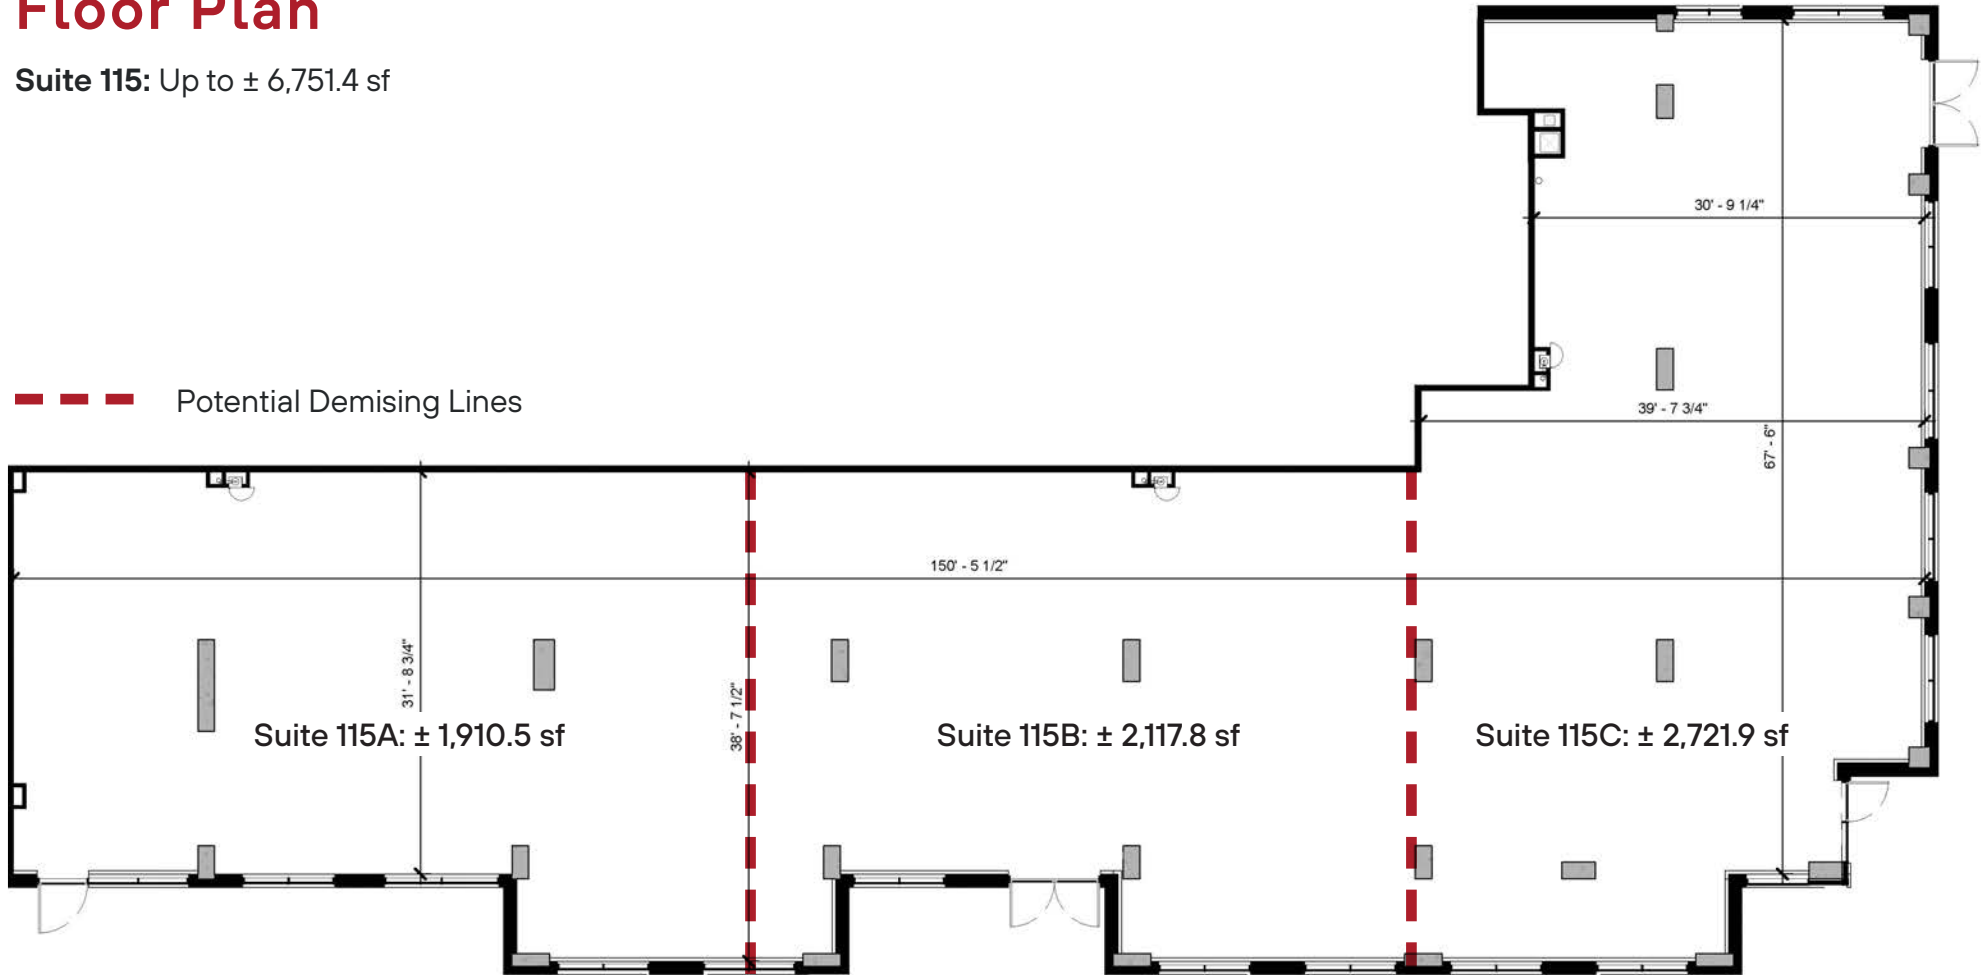 Floor Plan
Suite 115: Up to ± 6,751.4 sf
30' - 9 1/4"
Potential Demising Lines
39' - 7 3/4"
67' - 6"
150' - 5 1/2"
31' - 8 3/4"
38' - 7 1/2"
Suite 115A: ± 1,910.5 sf
Suite 115B: ± 2,117.8 sf
Suite 115C: ± 2,721.9 sf